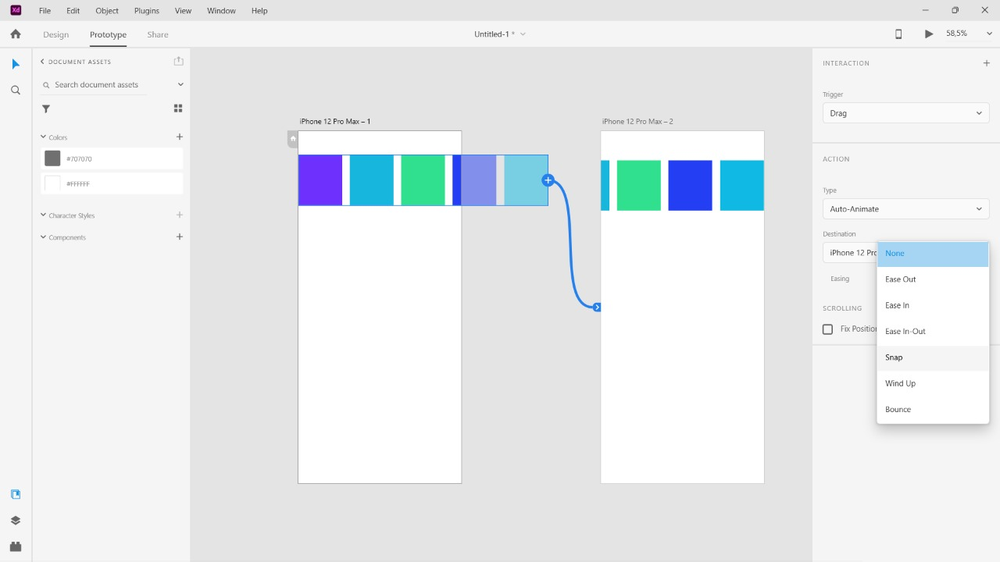 Xd File Edit Object Plugins View Window Help
Design Prototype Share Untitled-1 * 58,5%
DOCUMENT ASSETS
Search document assets
Colors
#707070
#FFFFFF
Character Styles
Components
iPhone 12 Pro Max – 1
iPhone 12 Pro Max – 2
INTERACTION
Trigger
Drag
ACTION
Type
Auto-Animate
Destination
iPhone 12 Pro
Easing
SCROLLING
Fix Position
None
Ease Out
Ease In
Ease In-Out
Snap
Wind Up
Bounce